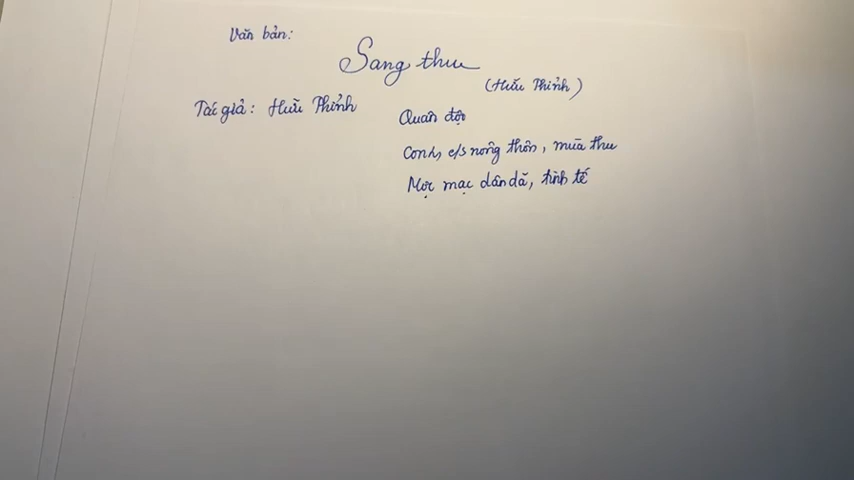 Văn bản:
Sang thu
(Hữu Thỉnh)
Tác giả: Hữu Thỉnh
Quân đội
Con h, c/s nông thôn, mùa thu
Mộc mạc dân dã, tinh tế